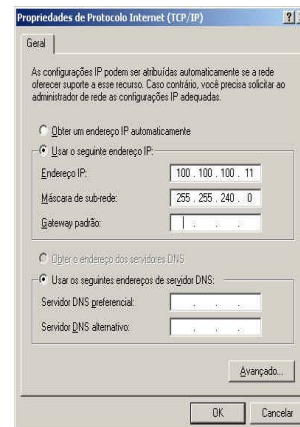 Propriedades de Protocolo Internet (TCP/IP) ?
Geral
As configurações IP podem ser atribuídas automaticamente se a rede
oferecer suporte a esse recurso. Caso contrário, você precisa solicitar ao
administrador de rede as configurações IP adequadas.
Obter um endereço IP automaticamente
Usar o seguinte endereço IP:
Endereço IP: 100 . 100 . 100 . 11
Máscara de sub-rede: 255 . 255 . 240 . 0
Gateway padrão: . . .
Obter o endereço dos servidores DNS
Usar os seguintes endereços de servidor DNS:
Servidor DNS preferencial: . . .
Servidor DNS alternativo: . . .
Avançado...
OK Cancelar